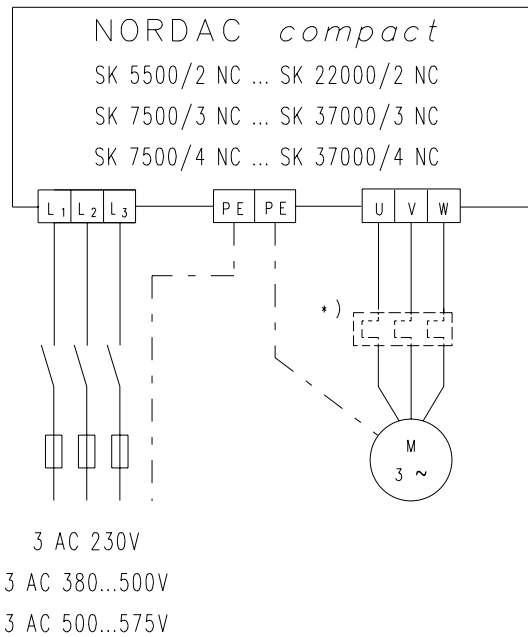 NORDAC compact
SK 5500/2 NC ... SK 22000/2 NC
SK 7500/3 NC ... SK 37000/3 NC
SK 7500/4 NC ... SK 37000/4 NC
L1 L2 L3 PE PE U V W
*)
M
3 ~
3 AC 230V
3 AC 380...500V
3 AC 500...575V